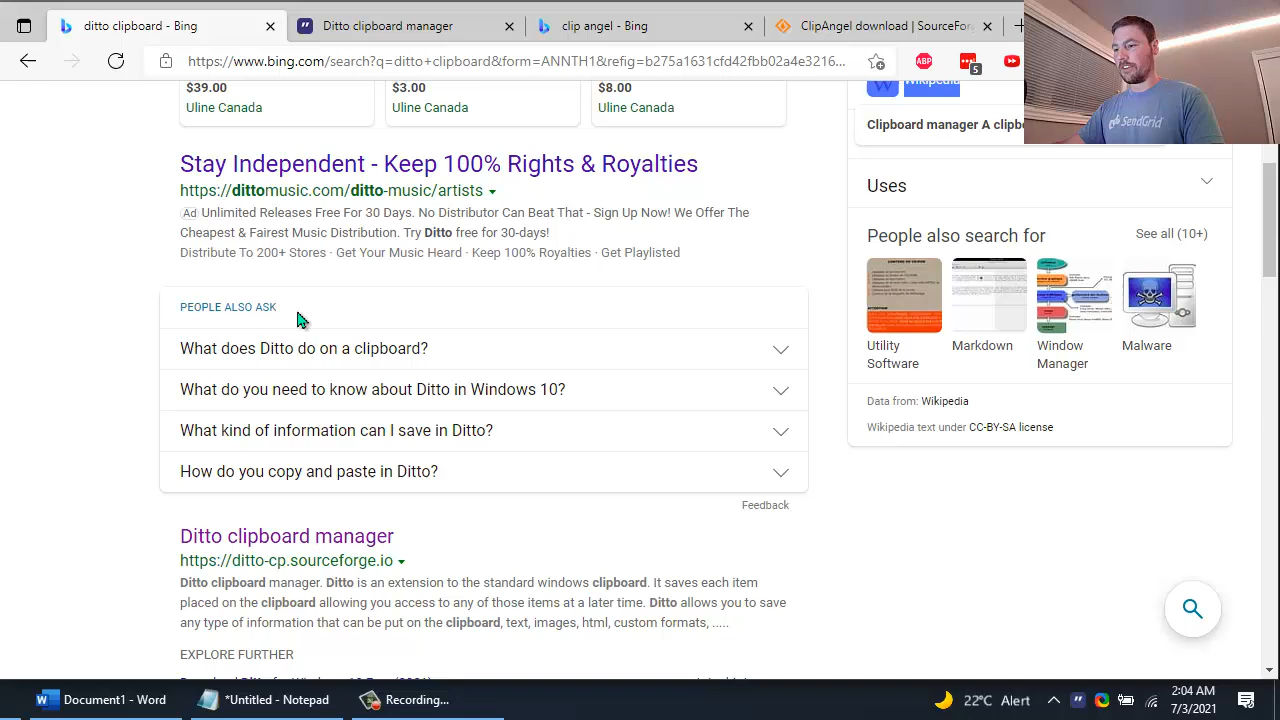 ditto clipboard - Bing
Ditto clipboard manager
clip angel - Bing
ClipAngel download | SourceFor
https://www.bing.com/search?q=ditto+clipboard&form=ANNTH1&refig=b275a1631cfd42fbb02a4e3216...
ABP
5
$39.00
Uline Canada
$3.00
Uline Canada
$8.00
Uline Canada
W Wikipedia
Clipboard manager A clipbo
SendGrid
Stay Independent - Keep 100% Rights & Royalties
https://dittomusic.com/ditto-music/artists
Ad Unlimited Releases Free For 30 Days. No Distributor Can Beat That - Sign Up Now! We Offer The
Cheapest & Fairest Music Distribution. Try Ditto free for 30-days!
Distribute To 200+ Stores · Get Your Music Heard · Keep 100% Royalties · Get Playlisted
PEOPLE ALSO ASK
What does Ditto do on a clipboard?
What do you need to know about Ditto in Windows 10?
What kind of information can I save in Ditto?
How do you copy and paste in Ditto?
Feedback
Ditto clipboard manager
https://ditto-cp.sourceforge.io
Ditto clipboard manager. Ditto is an extension to the standard windows clipboard. It saves each item
placed on the clipboard allowing you access to any of those items at a later time. Ditto allows you to save
any type of information that can be put on the clipboard, text, images, html, custom formats, .....
EXPLORE FURTHER
Uses
People also search for
See all (10+)
Utility
Software
Markdown
Window
Manager
Malware
Data from: Wikipedia
Wikipedia text under CC-BY-SA license
Document1 - Word
*Untitled - Notepad
Recording...
22°C Alert
2:04 AM
7/3/2021